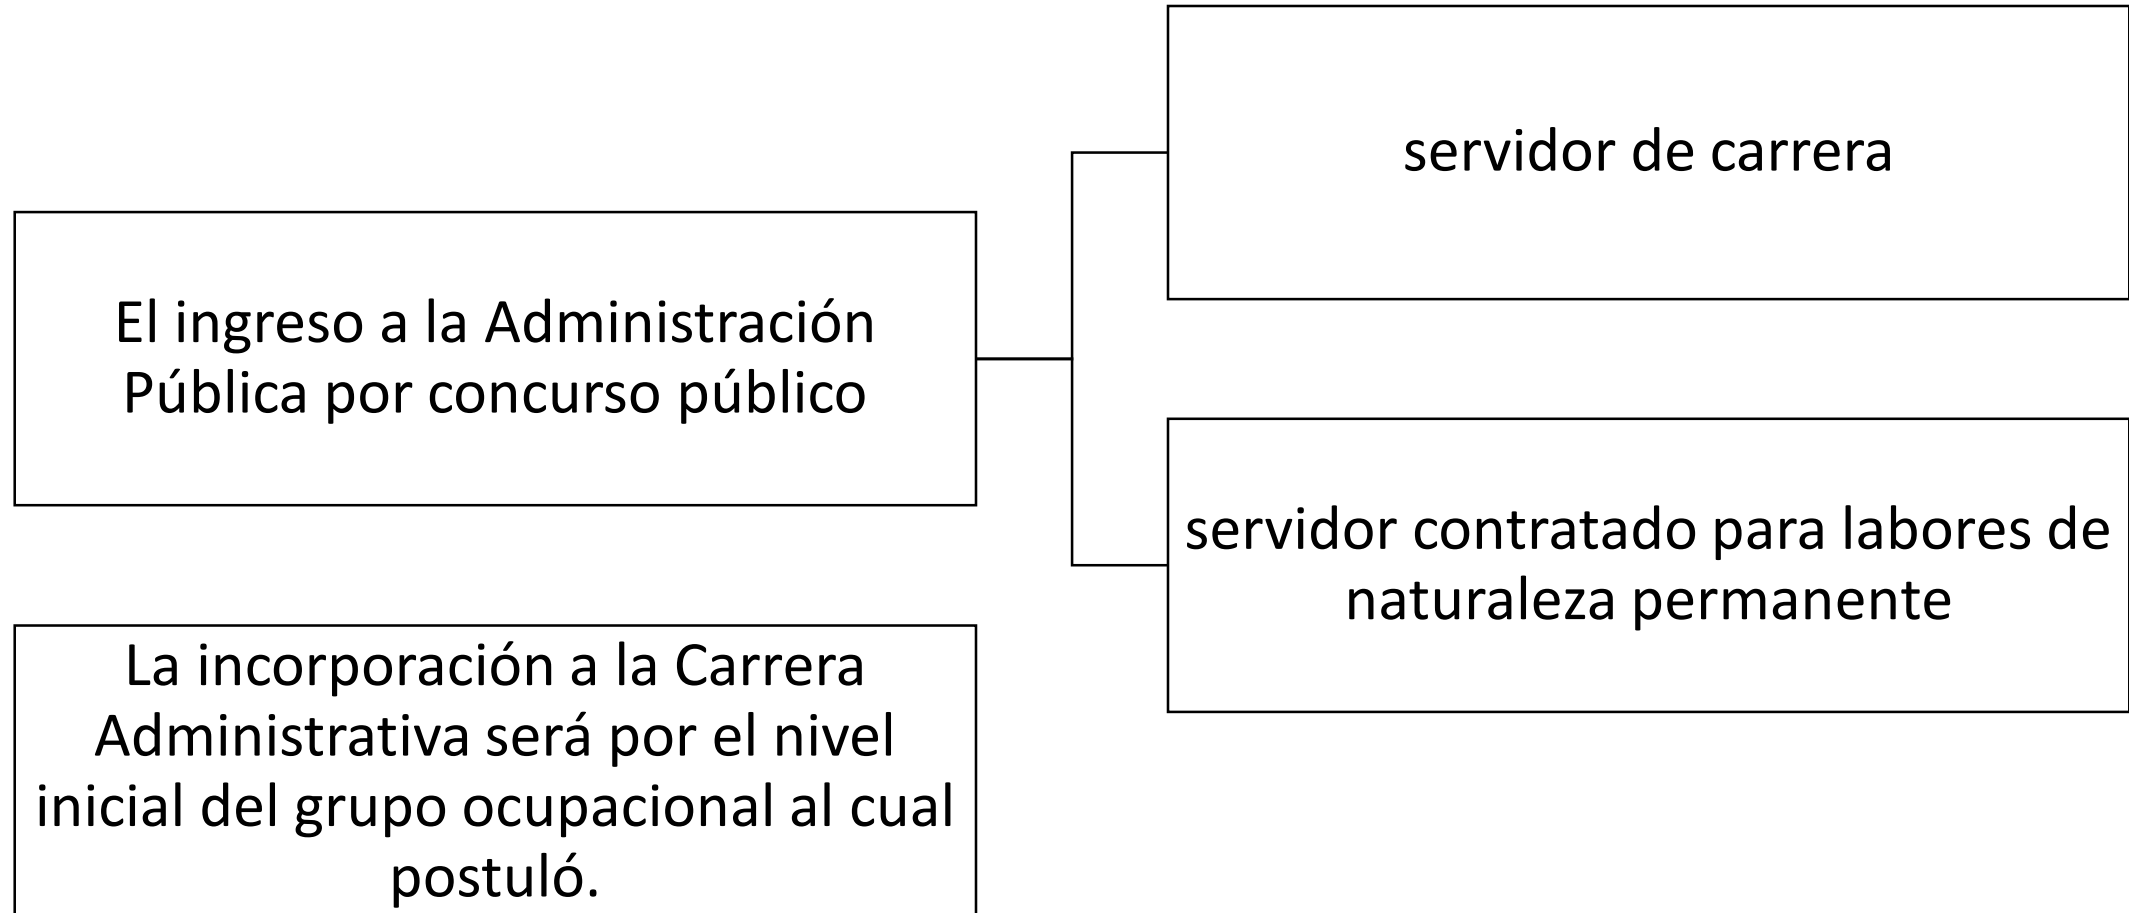 El ingreso a la Administración
Pública por concurso público
servidor de carrera
servidor contratado para labores de
naturaleza permanente
La incorporación a la Carrera
Administrativa será por el nivel
inicial del grupo ocupacional al cual
postuló.